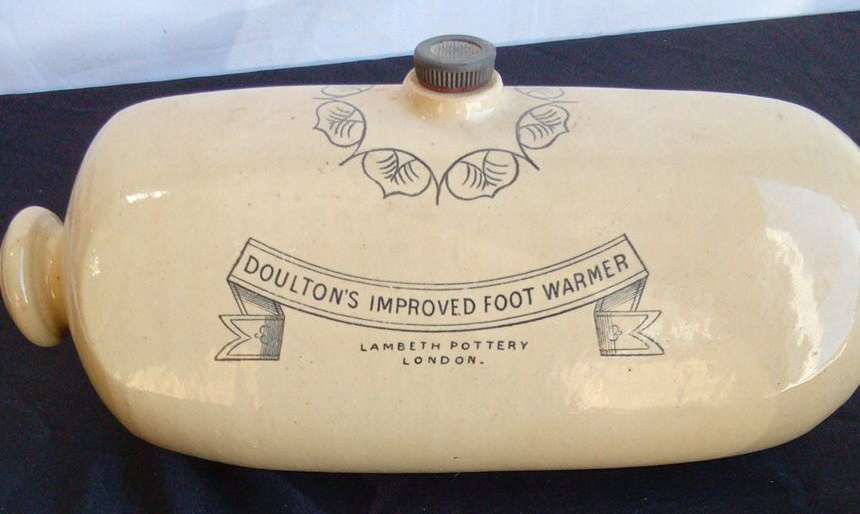 DOULTON'S IMPROVED FOOT WARMER
LAMBETH POTTERY
LONDON.